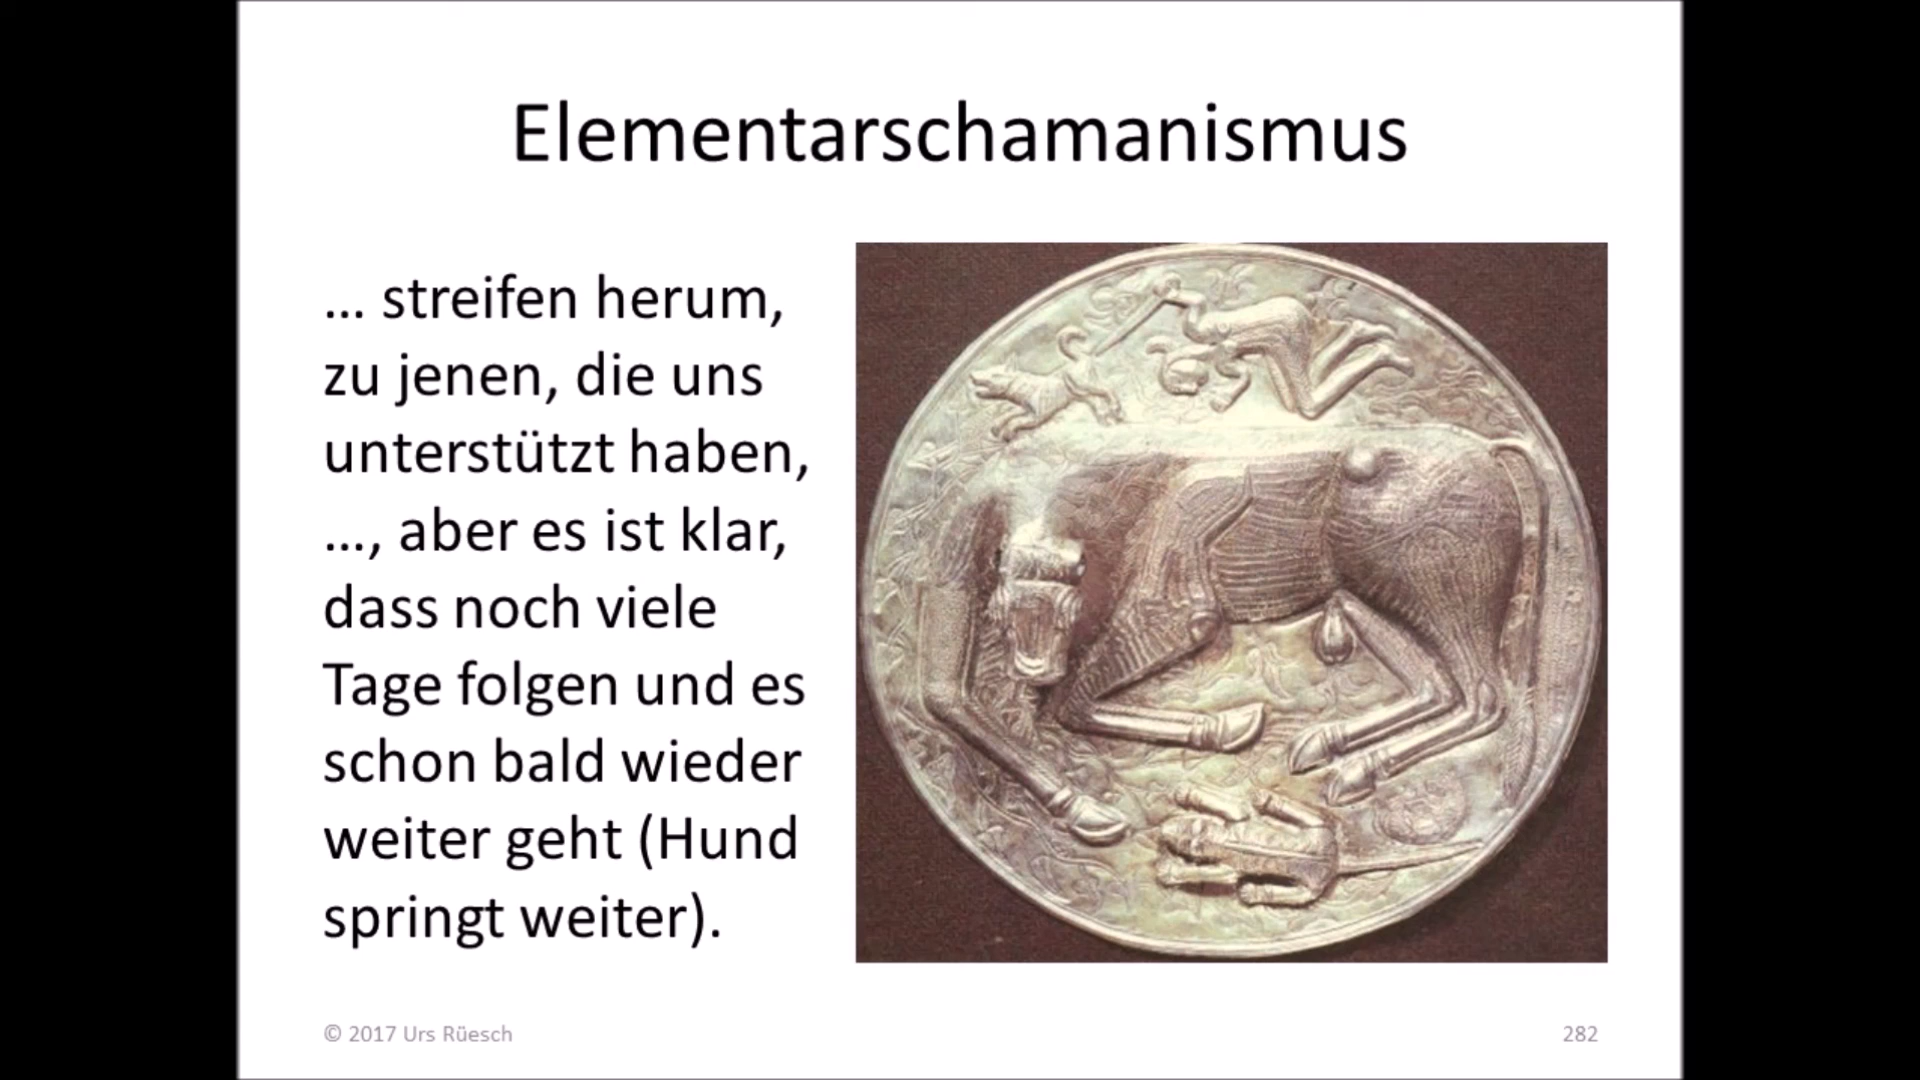 Elementarschamanismus
... streifen herum,
zu jenen, die uns
unterstützt haben,
..., aber es ist klar,
dass noch viele
Tage folgen und es
schon bald wieder
weiter geht (Hund
springt weiter).
© 2017 Urs Rüesch
282